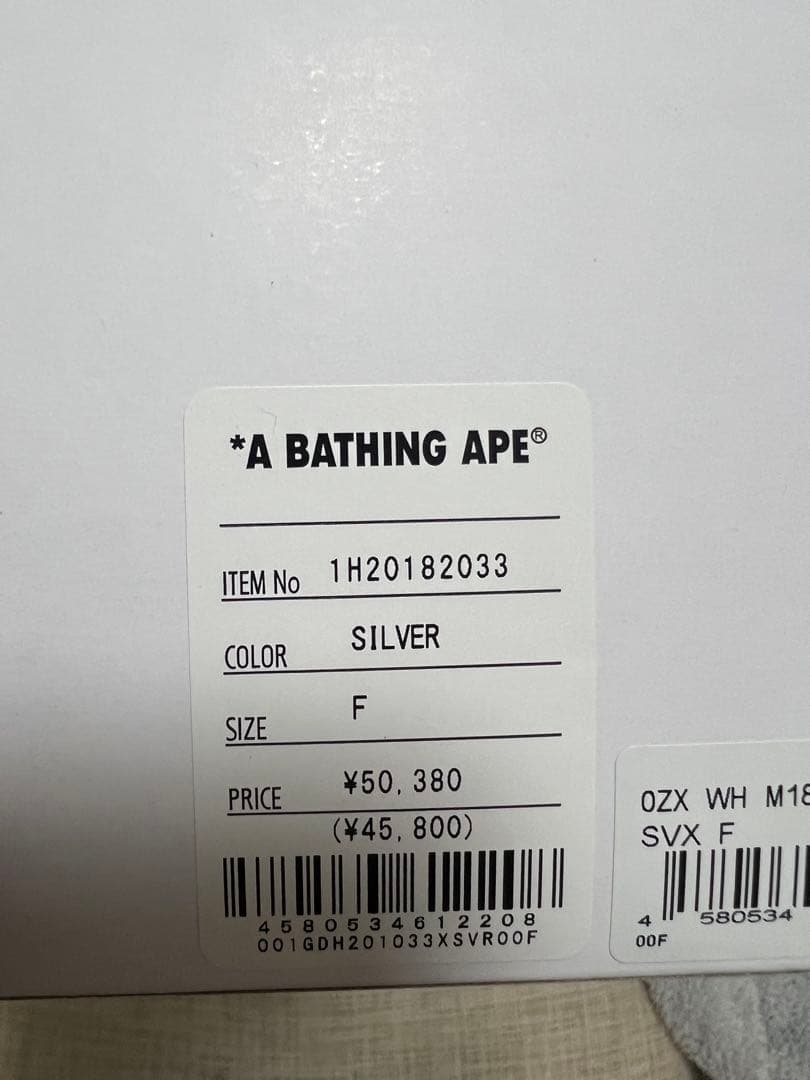 *A BATHING APE®
ITEM No 1H20182033
COLOR SILVER
SIZE F
PRICE ¥50,380
(¥45,800)
4580534612208
001GDH201033XSVR00F
0ZX WH M18
SVX F
4 580534
00F